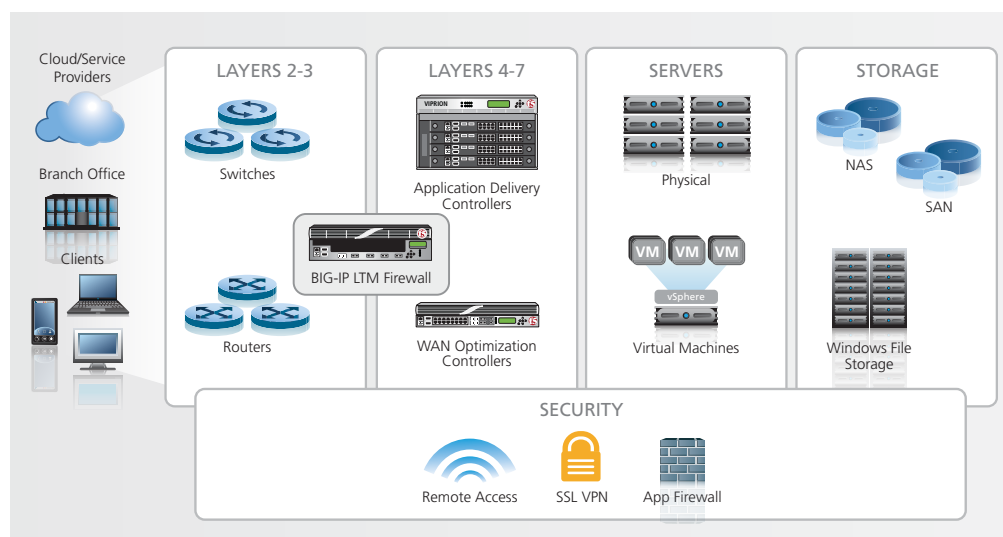 Cloud/Service
Providers
Branch Office
Clients
LAYERS 2-3
Switches
Routers
BIG-IP LTM Firewall
LAYERS 4-7
VIPRION
Application Delivery
Controllers
WAN Optimization
Controllers
SERVERS
Physical
VM VM VM
vSphere
Virtual Machines
STORAGE
NAS
SAN
Windows File
Storage
SECURITY
Remote Access
SSL VPN
App Firewall